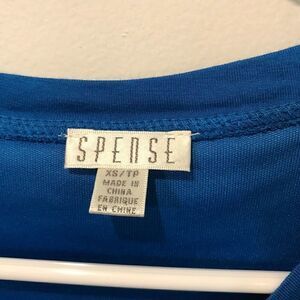 SPENSE
XS/TP
MADE IN
CHINA
FABRIQUE
EN CHINE